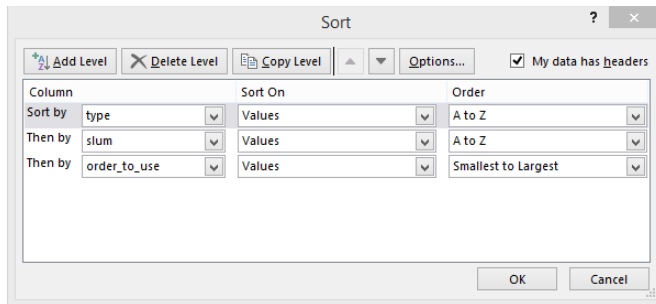 Sort ?
Add Level Delete Level Copy Level Options... My data has headers
Column Sort On Order
Sort by type Values A to Z
Then by slum Values A to Z
Then by order_to_use Values Smallest to Largest
OK Cancel